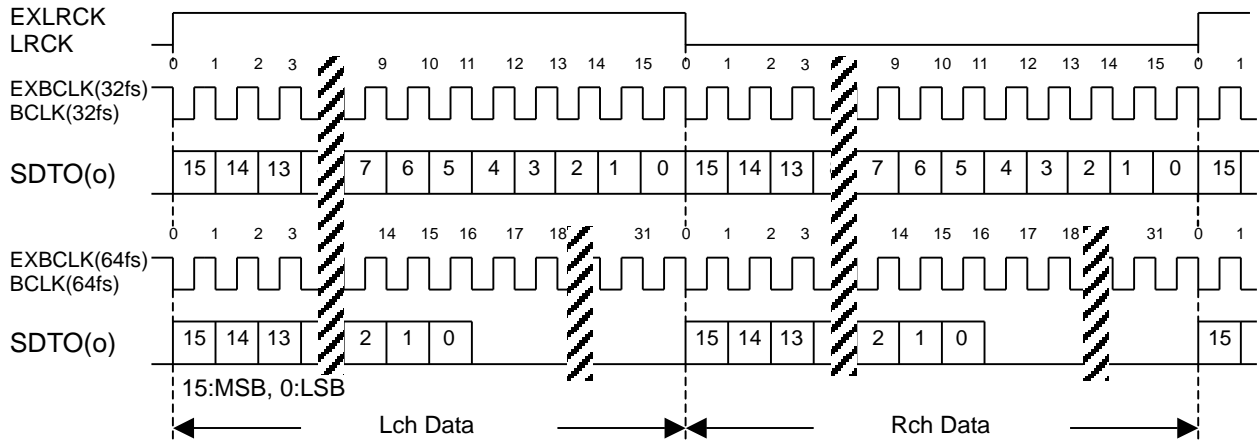 EXLRCK
LRCK
0 1 2 3 9 10 11 12 13 14 15 0 1 2 3 9 10 11 12 13 14 15 0 1
EXBCLK(32fs)
BCLK(32fs)
SDTO(o) 15 14 13 7 6 5 4 3 2 1 0 15 14 13 7 6 5 4 3 2 1 0 15
0 1 2 3 14 15 16 17 18 31 0 1 2 3 14 15 16 17 18 31 0 1
EXBCLK(64fs)
BCLK(64fs)
SDTO(o) 15 14 13 2 1 0 15 14 13 2 1 0 15
15:MSB, 0:LSB
Lch Data Rch Data